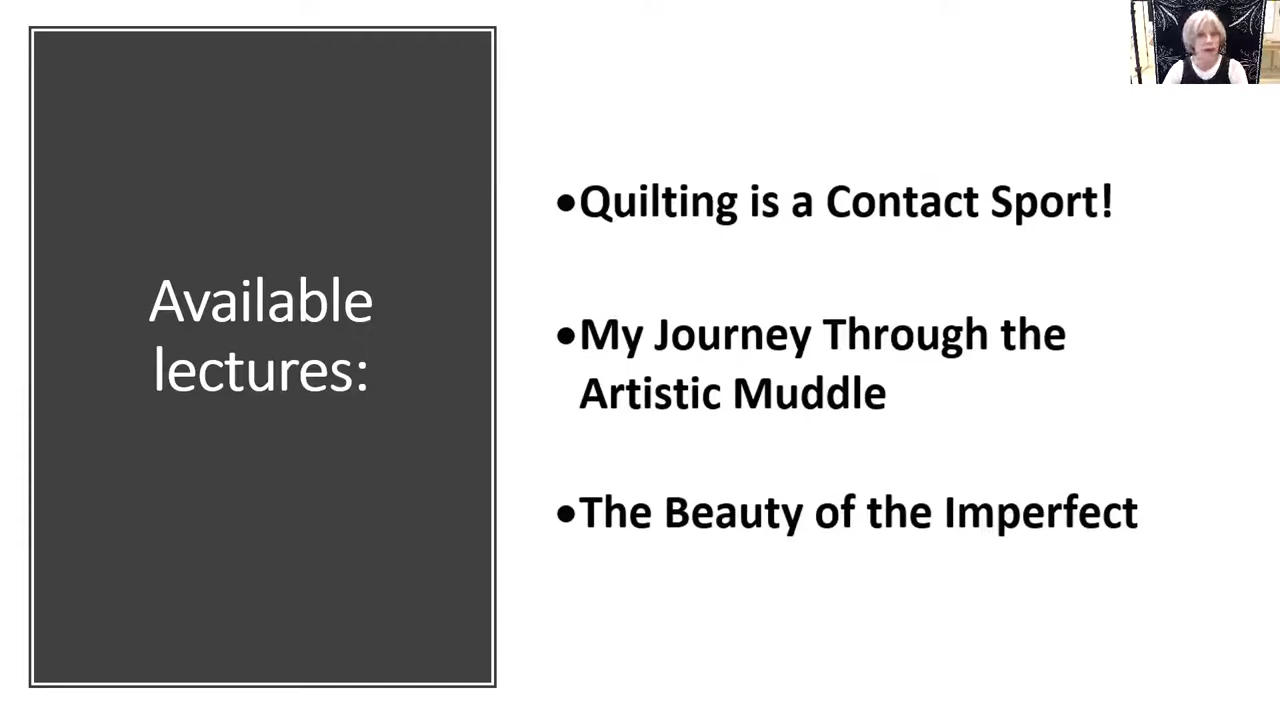 Available
lectures:
•Quilting is a Contact Sport!
•My Journey Through the
Artistic Muddle
•The Beauty of the Imperfect